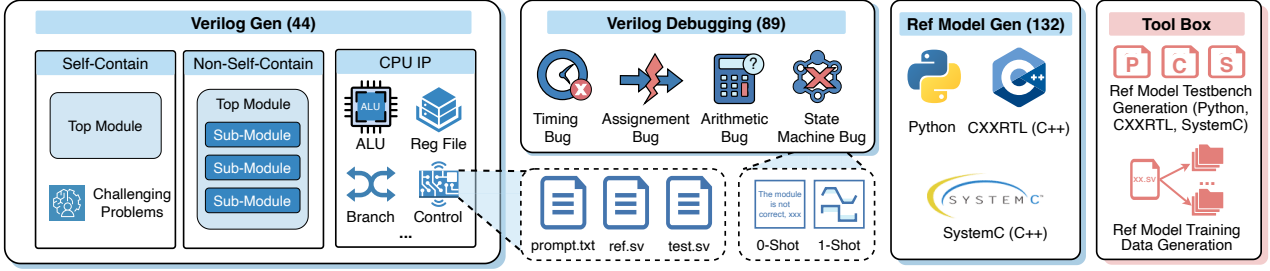 Verilog Gen (44)
Self-Contain
Top Module
Challenging
Problems
Non-Self-Contain
Top Module
Sub-Module
Sub-Module
Sub-Module
CPU IP
ALU
ALU
Reg File
Branch
Control
...
Verilog Debugging (89)
?
Timing
Bug
Assignement
Bug
Arithmetic
Bug
State
Machine Bug
prompt.txt
ref.sv
test.sv
The module
is not
correct, xxx
0-Shot
1-Shot
Ref Model Gen (132)
Python
C++
CXXRTL (C++)
SYSTEM C™
SystemC (C++)
Tool Box
P
C
S
Ref Model Testbench
Generation (Python,
CXXRTL, SystemC)
XX.SV
...
Ref Model Training
Data Generation